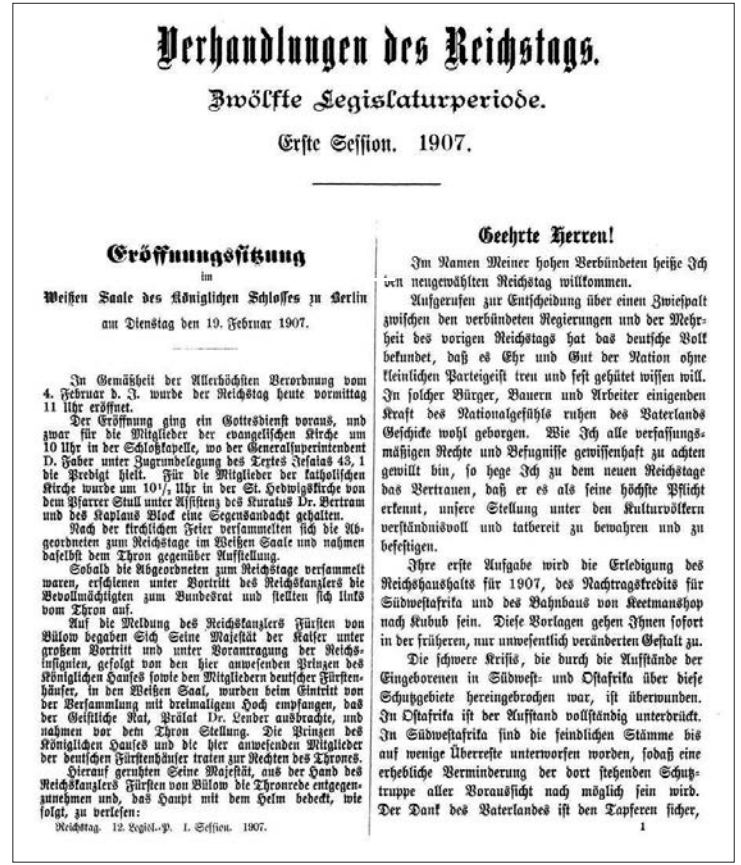 Verhandlungen des Reichstags.
Zwölfte Legislaturperiode.
Erste Session. 1907.
Eröffnungssitzung
im
Weißen Saale des Königlichen Schlosses zu Berlin
am Dienstag den 19. Februar 1907.
In Gemäßheit der Allerhöchsten Verordnung vom
4. Februar d. J. wurde der Reichstag heute vormittag
11 Uhr eröffnet.
Der Eröffnung ging ein Gottesdienst voraus, und
zwar für die Mitglieder der evangelischen Kirche um
10 Uhr in der Schloßkapelle, wo der Generalsuperintendent
D. Faber unter Zugrundelegung des Textes Jesaias 43, 1
die Predigt hielt. Für die Mitglieder der katholischen
Kirche wurde um 10½ Uhr in der St. Hedwigskirche von
dem Pfarrer Stull unter Assistenz des Kuratus Dr. Bertram
und des Kaplans Block eine Segensandacht gehalten.
Nach der kirchlichen Feier versammelten sich die Ab-
geordneten zum Reichstage im Weißen Saale und nahmen
daselbst dem Thron gegenüber Aufstellung.
Sobald die Abgeordneten zum Reichstage versammelt
waren, erschienen unter Vortritt des Reichskanzlers die
Bevollmächtigten zum Bundesrat und stellten sich links
vom Thron auf.
Auf die Meldung des Reichskanzlers Fürsten von
Bülow begaben Sich Seine Majestät der Kaiser unter
großem Vortritt und unter Vorantragung der Reichs-
insignien, gefolgt von den hier anwesenden Prinzen des
Königlichen Hauses sowie den Mitgliedern deutscher Fürsten-
häuser, in den Weißen Saal, wurden beim Eintritt von
der Versammlung mit dreimaligem Hoch empfangen, das
der Geistliche Rat, Prälat Dr. Lender ausbrachte, und
nahmen vor dem Thron Stellung. Die Prinzen des
Königlichen Hauses und die hier anwesenden Mitglieder
der deutschen Fürstenhäuser traten zur Rechten des Thrones.
Hierauf geruhten Seine Majestät, aus der Hand des
Reichskanzlers Fürsten von Bülow die Thronrede entgegen-
zunehmen und, das Haupt mit dem Helm bedeckt, wie
folgt, zu verlesen:
Reichstag. 12. Legisl.-P. 1. Session. 1907.
Geehrte Herren!
Im Namen Meiner hohen Verbündeten heiße Ich
den neugewählten Reichstag willkommen.
Aufgerufen zur Entscheidung über einen Zwiespalt
zwischen den verbündeten Regierungen und der Mehr-
heit des vorigen Reichstags hat das deutsche Volk
bekundet, daß es Ehr und Gut der Nation ohne
kleinlichen Parteigeist treu und fest gehütet wissen will.
In solcher Bürger, Bauern und Arbeiter einigenden
Kraft des Nationalgefühls ruhen des Vaterlands
Geschicke wohl geborgen. Wie Ich alle verfassungs-
mäßigen Rechte und Befugnisse gewissenhaft zu achten
gewillt bin, so hege Ich zu dem neuen Reichstage
das Vertrauen, daß er es als seine höchste Pflicht
erkennt, unsere Stellung unter den Kulturvölkern
verständnisvoll und tatbereit zu bewahren und zu
befestigen.
Ihre erste Aufgabe wird die Erledigung des
Reichshaushalts für 1907, des Nachtragskredits für
Südwestafrika und des Bahnbaus von Keetmanshop
nach Kubub sein. Diese Vorlagen gehen Ihnen sofort
in der früheren, nur unwesentlich veränderten Gestalt zu.
Die schwere Krisis, die durch die Aufstände der
Eingeborenen in Südwest- und Ostafrika über diese
Schutzgebiete hereingebrochen war, ist überwunden.
In Ostafrika ist der Aufstand vollständig unterdrückt.
In Südwestafrika sind die feindlichen Stämme bis
auf wenige Überreste unterworfen worden, sodaß eine
erhebliche Verminderung der dort stehenden Schutz-
truppe aller Voraussicht nach möglich sein wird.
Der Dank des Vaterlandes ist den Tapferen sicher,
1